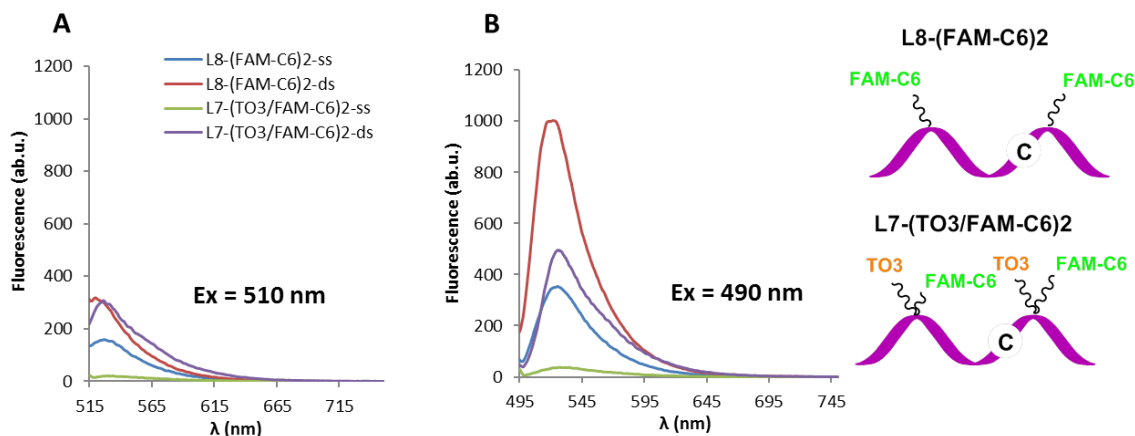 A
1200
1000
800
600
400
200
0
Fluorescence (ab.u.)
L8-(FAM-C6)2-ss
L8-(FAM-C6)2-ds
L7-(TO3/FAM-C6)2-ss
L7-(TO3/FAM-C6)2-ds
Ex = 510 nm
515 565 615 665 715
λ (nm)
B
1200
1000
800
600
400
200
0
Fluorescence (ab.u.)
Ex = 490 nm
495 545 595 645 695 745
λ (nm)
L8-(FAM-C6)2
FAM-C6 FAM-C6
C
L7-(TO3/FAM-C6)2
TO3 FAM-C6 TO3 FAM-C6
C